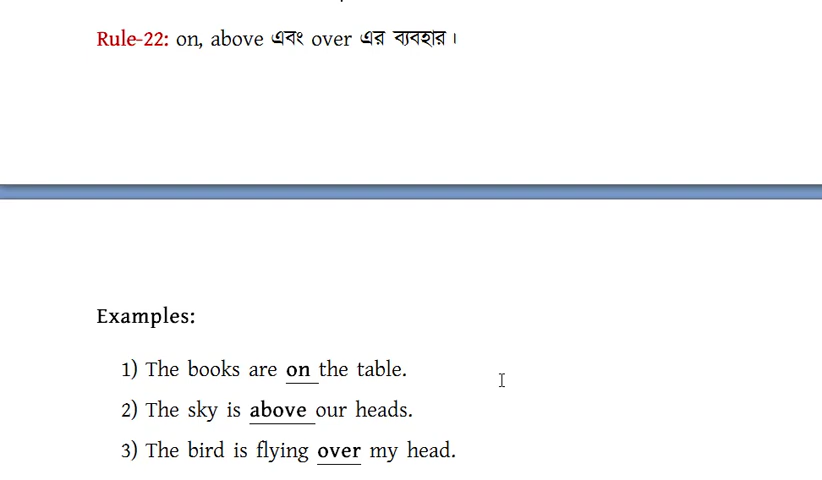 Rule-22: on, above এবং over এর ব্যবহার।
Examples:
1) The books are on the table.
2) The sky is above our heads.
3) The bird is flying over my head.